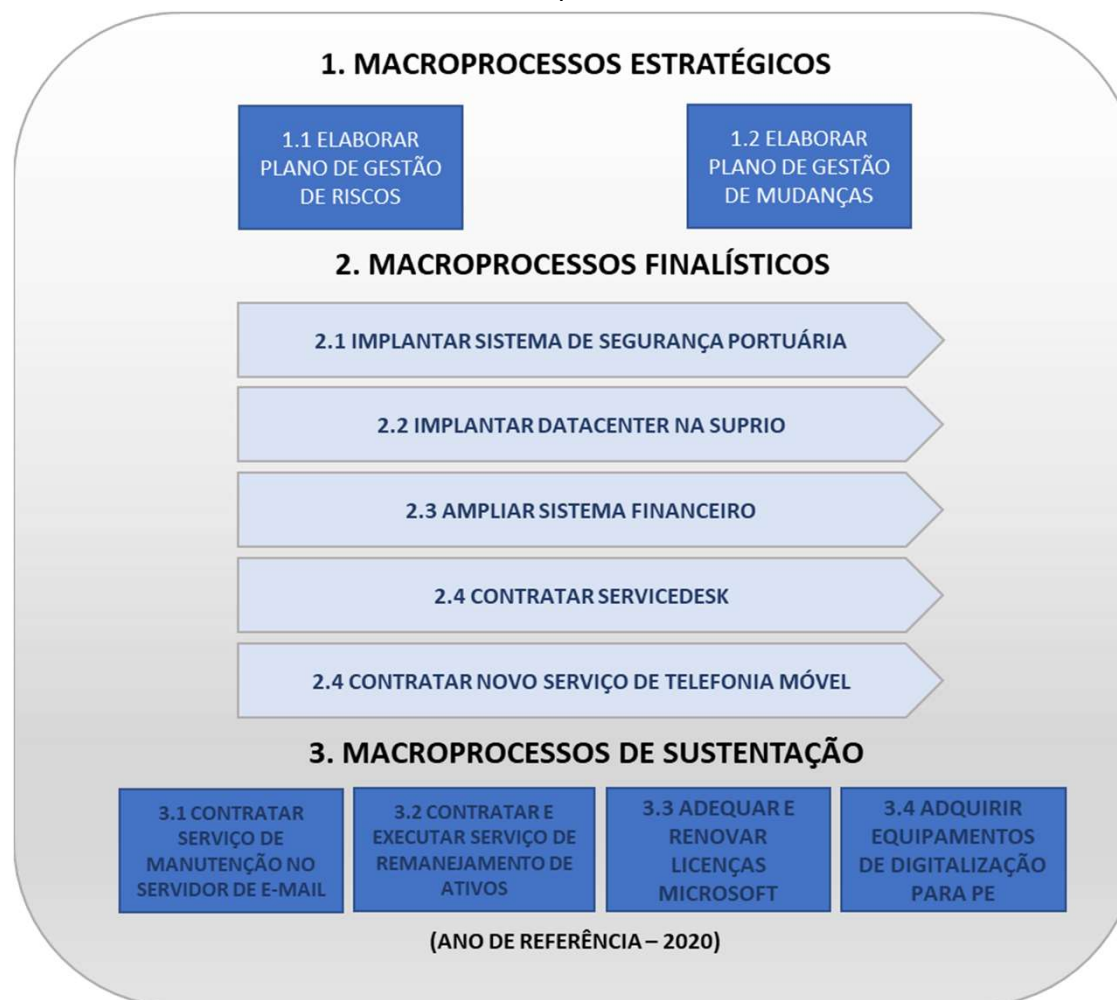 1. MACROPROCESSOS ESTRATÉGICOS
1.1 ELABORAR
PLANO DE GESTÃO
DE RISCOS
1.2 ELABORAR
PLANO DE GESTÃO
DE MUDANÇAS
2. MACROPROCESSOS FINALÍSTICOS
2.1 IMPLANTAR SISTEMA DE SEGURANÇA PORTUÁRIA
2.2 IMPLANTAR DATACENTER NA SUPRIO
2.3 AMPLIAR SISTEMA FINANCEIRO
2.4 CONTRATAR SERVICEDESK
2.4 CONTRATAR NOVO SERVIÇO DE TELEFONIA MÓVEL
3. MACROPROCESSOS DE SUSTENTAÇÃO
3.1 CONTRATAR
SERVIÇO DE
MANUTENÇÃO NO
SERVIDOR DE E-MAIL
3.2 CONTRATAR E
EXECUTAR SERVIÇO DE
REMANEJAMENTO DE
ATIVOS
3.3 ADEQUAR E
RENOVAR
LICENÇAS
MICROSOFT
3.4 ADQUIRIR
EQUIPAMENTOS
DE DIGITALIZAÇÃO
PARA PE
(ANO DE REFERÊNCIA – 2020)